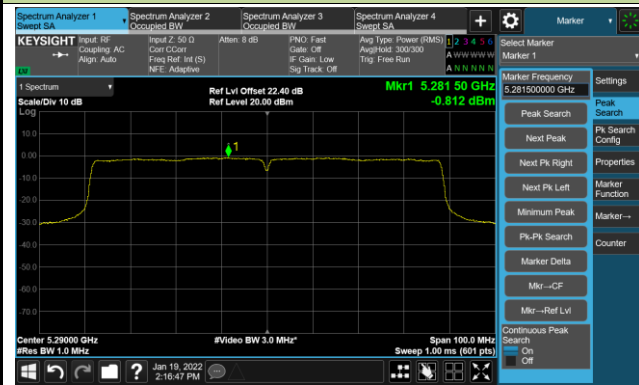 Spectrum Analyzer 1
Swept SA
Spectrum Analyzer 2
Occupied BW
Spectrum Analyzer 3
Occupied BW
Spectrum Analyzer 4
Swept SA
+
Marker
KEYSIGHT
Input: RF
Coupling: AC
Align: Auto
Input Z: 50 Ω
Corr CCorr
Freq Ref: Int (S)
NFE: Adaptive
Atten: 8 dB
PNO: Fast
Gate: Off
IF Gain: Low
Sig Track: Off
Avg Type: Power (RMS)
Avg|Hold: 300/300
Trig: Free Run
1 2 3 4 5 6
A W W W W W
A N N N N N
LXI
Select Marker
Marker 1
1 Spectrum
Scale/Div 10 dB
Log
Ref Lvl Offset 22.40 dB
Ref Level 20.00 dBm
Mkr1 5.281 50 GHz
-0.812 dBm
10.0
0.00
-10.0
-20.0
-30.0
-40.0
-50.0
-60.0
-70.0
1
Center 5.29000 GHz
#Res BW 1.0 MHz
#Video BW 3.0 MHz*
Span 100.0 MHz
Sweep 1.00 ms (601 pts)
Marker Frequency
5.281500000 GHz
Peak Search
Next Peak
Next Pk Right
Next Pk Left
Minimum Peak
Pk-Pk Search
Marker Delta
Mkr→CF
Mkr→Ref Lvl
Continuous Peak
Search
On
Off
Settings
Peak
Search
Pk Search
Config
Properties
Marker
Function
Marker→
Counter
?
Jan 19, 2022
2:16:47 PM